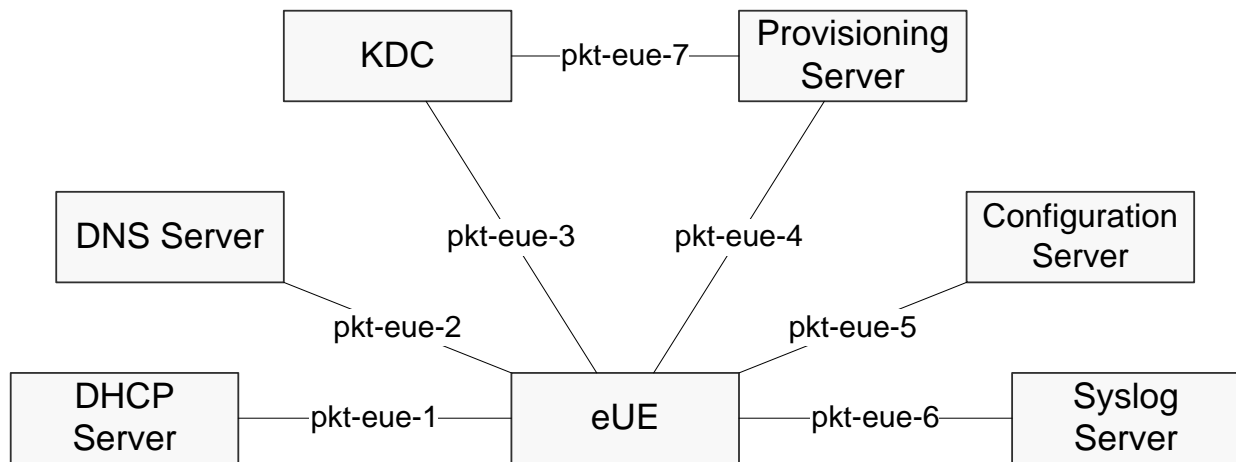 KDC
pkt-eue-7
Provisioning
Server
DNS Server
pkt-eue-3
pkt-eue-4
Configuration
Server
pkt-eue-2
pkt-eue-5
DHCP
Server
pkt-eue-1
eUE
pkt-eue-6
Syslog
Server